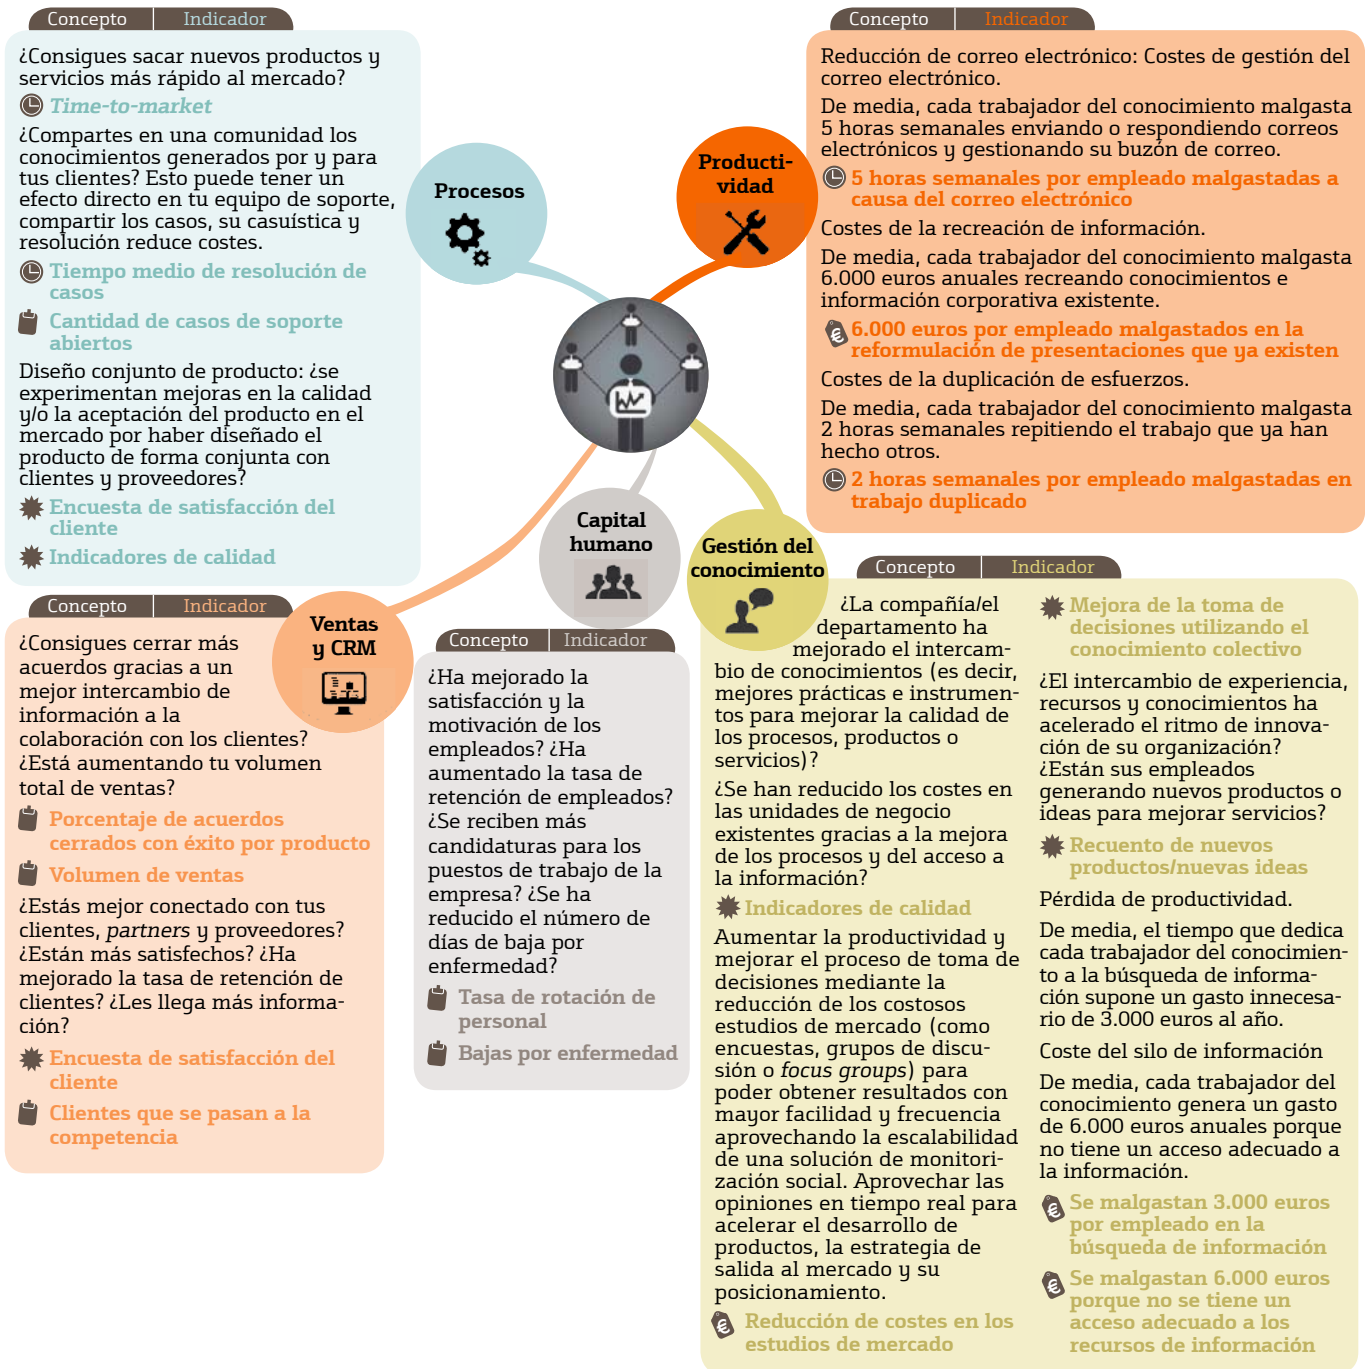 Concepto Indicador
¿Consigues sacar nuevos productos y
servicios más rápido al mercado?
Time-to-market
¿Compartes en una comunidad los
conocimientos generados por y para
tus clientes? Esto puede tener un
efecto directo en tu equipo de soporte,
compartir los casos, su casuística y
resolución reduce costes.
Tiempo medio de resolución de
casos
Cantidad de casos de soporte
abiertos
Diseño conjunto de producto: ¿se
experimentan mejoras en la calidad
y/o la aceptación del producto en el
mercado por haber diseñado el
producto de forma conjunta con
clientes y proveedores?
Encuesta de satisfacción del
cliente
Indicadores de calidad
Procesos
Producti-
vidad
Concepto Indicador
Reducción de correo electrónico: Costes de gestión del
correo electrónico.
De media, cada trabajador del conocimiento malgasta
5 horas semanales enviando o respondiendo correos
electrónicos y gestionando su buzón de correo.
5 horas semanales por empleado malgastadas a
causa del correo electrónico
Costes de la recreación de información.
De media, cada trabajador del conocimiento malgasta
6.000 euros anuales recreando conocimientos e
información corporativa existente.
6.000 euros por empleado malgastados en la
reformulación de presentaciones que ya existen
Costes de la duplicación de esfuerzos.
De media, cada trabajador del conocimiento malgasta
2 horas semanales repitiendo el trabajo que ya han
hecho otros.
2 horas semanales por empleado malgastadas en
trabajo duplicado
Concepto Indicador
Ventas
y CRM
¿Consigues cerrar más
acuerdos gracias a un
mejor intercambio de
información a la
colaboración con los clientes?
¿Está aumentando tu volumen
total de ventas?
Porcentaje de acuerdos
cerrados con éxito por producto
Volumen de ventas
¿Estás mejor conectado con tus
clientes, partners y proveedores?
¿Están más satisfechos? ¿Ha
mejorado la tasa de retención de
clientes? ¿Les llega más informa-
ción?
Encuesta de satisfacción del
cliente
Clientes que se pasan a la
competencia
Capital
humano
Concepto Indicador
¿Ha mejorado la
satisfacción y la
motivación de los
empleados? ¿Ha
aumentado la tasa de
retención de empleados?
¿Se reciben más
candidaturas para los
puestos de trabajo de la
empresa? ¿Se ha
reducido el número de
días de baja por
enfermedad?
Tasa de rotación de
personal
Bajas por enfermedad
Gestión del
conocimiento
Concepto Indicador
¿La compañía/el
departamento ha
mejorado el intercam-
bio de conocimientos (es decir,
mejores prácticas e instrumen-
tos para mejorar la calidad de
los procesos, productos o
servicios)?
¿Se han reducido los costes en
las unidades de negocio
existentes gracias a la mejora
de los procesos y del acceso a
la información?
Indicadores de calidad
Aumentar la productividad y
mejorar el proceso de toma de
decisiones mediante la
reducción de los costosos
estudios de mercado (como
encuestas, grupos de discu-
sión o focus groups) para
poder obtener resultados con
mayor facilidad y frecuencia
aprovechando la escalabilidad
de una solución de monitori-
zación social. Aprovechar las
opiniones en tiempo real para
acelerar el desarrollo de
productos, la estrategia de
salida al mercado y su
posicionamiento.
€ Reducción de costes en los
estudios de mercado
Mejora de la toma de
decisiones utilizando el
conocimiento colectivo
¿El intercambio de experiencia,
recursos y conocimientos ha
acelerado el ritmo de innova-
ción de su organización?
¿Están sus empleados
generando nuevos productos o
ideas para mejorar servicios?
Recuento de nuevos
productos/nuevas ideas
Pérdida de productividad.
De media, el tiempo que dedica
cada trabajador del conocimien-
to a la búsqueda de informa-
ción supone un gasto innecesa-
rio de 3.000 euros al año.
Coste del silo de información
De media, cada trabajador del
conocimiento genera un gasto
de 6.000 euros anuales porque
no tiene un acceso adecuado a
la información.
€ Se malgastan 3.000 euros
por empleado en la
búsqueda de información
€ Se malgastan 6.000 euros
porque no se tiene un
acceso adecuado a los
recursos de información